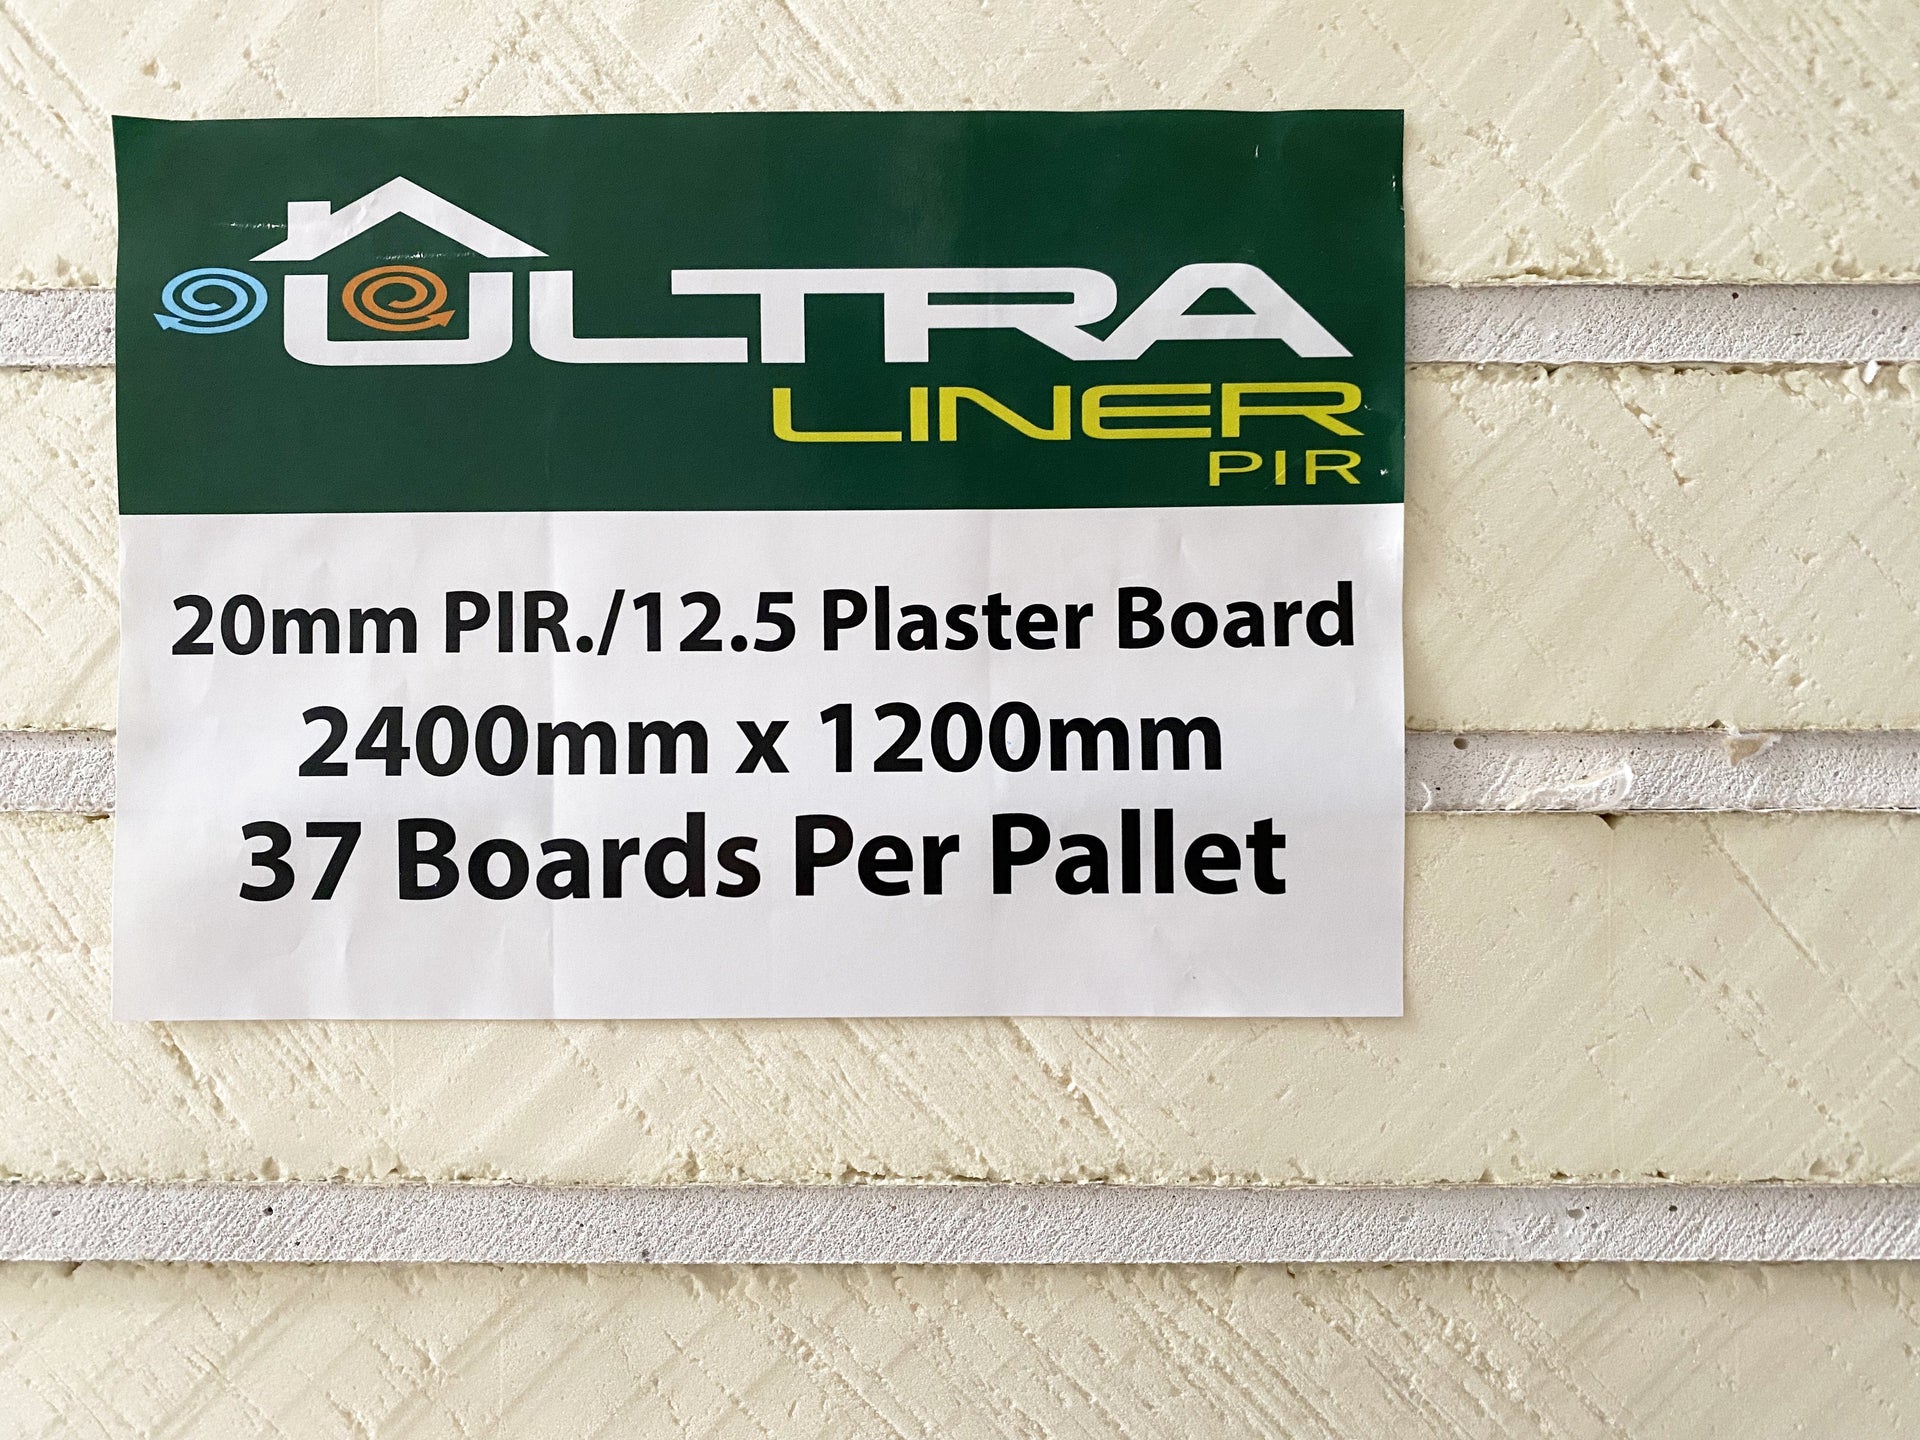 ULTRA
LINER
PIR
20mm PIR./12.5 Plaster Board
2400mm x 1200mm
37 Boards Per Pallet